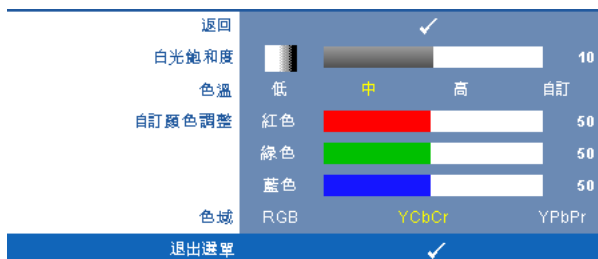 返回
白光飽和度 10
色溫 低 中 高 自訂
自訂顏色調整 紅色 50
綠色 50
藍色 50
色域 RGB YCbCr YPbPr
退出選單